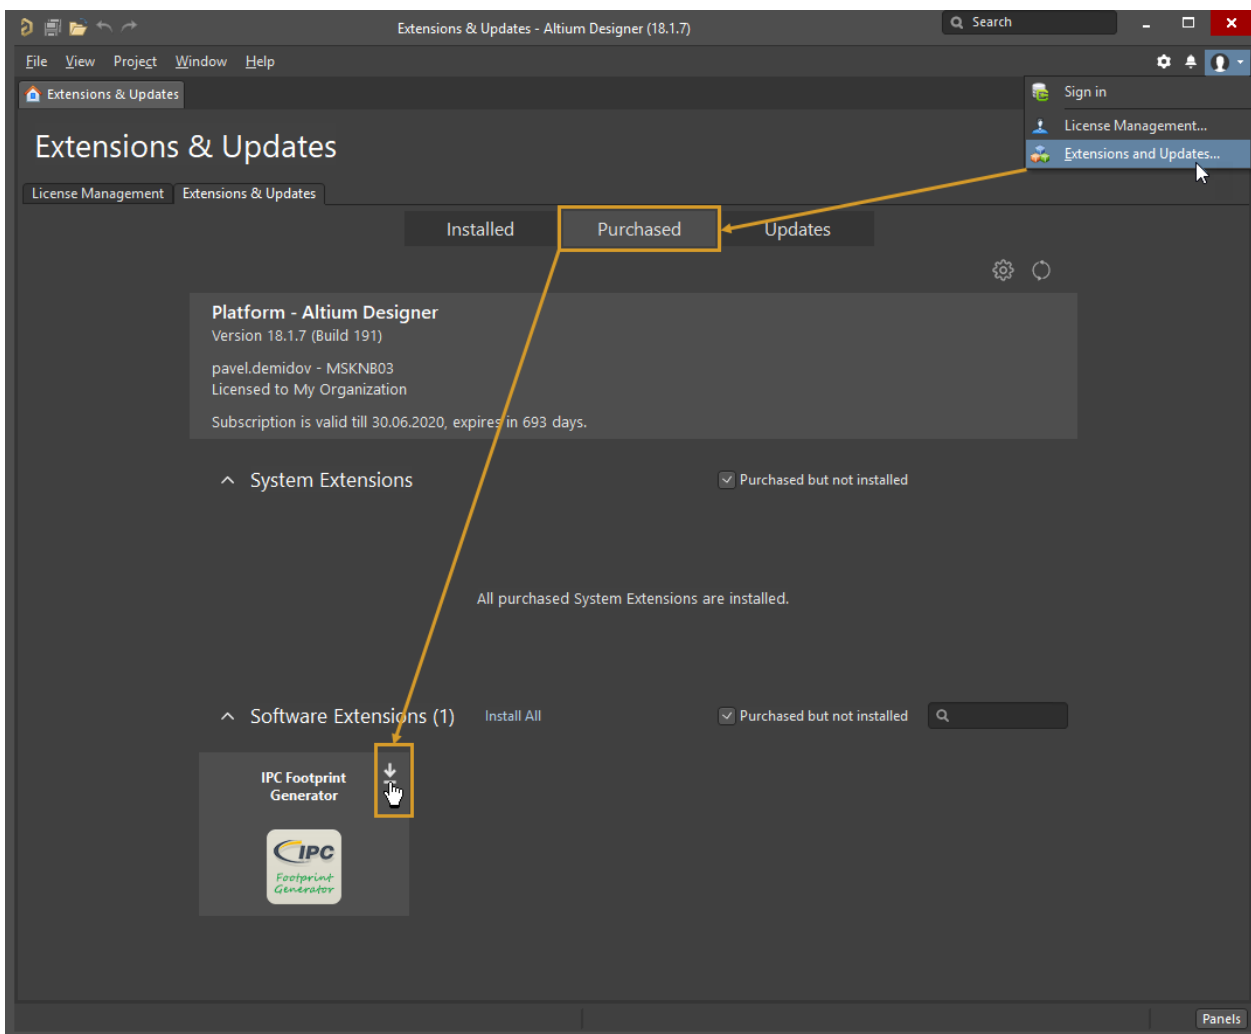 Extensions & Updates - Altium Designer (18.1.7)
Search
File View Project Window Help
Extensions & Updates
Sign in
License Management...
Extensions and Updates...
Extensions & Updates
License Management Extensions & Updates
Installed Purchased Updates
Platform - Altium Designer
Version 18.1.7 (Build 191)
pavel.demidov - MSKNB03
Licensed to My Organization
Subscription is valid till 30.06.2020, expires in 693 days.
System Extensions
Purchased but not installed
All purchased System Extensions are installed.
Software Extensions (1) Install All
Purchased but not installed
IPC Footprint
Generator
IPC
Footprint
Generator
Panels